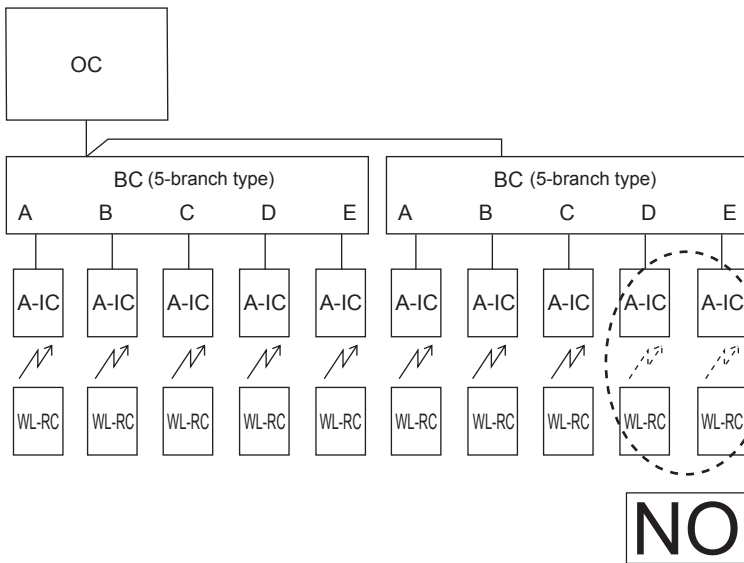 OC
BC (5-branch type) BC (5-branch type)
A B C D E A B C D E
A-IC A-IC A-IC A-IC A-IC A-IC A-IC A-IC A-IC A-IC
WL-RC WL-RC WL-RC WL-RC WL-RC WL-RC WL-RC WL-RC WL-RC WL-RC
NO